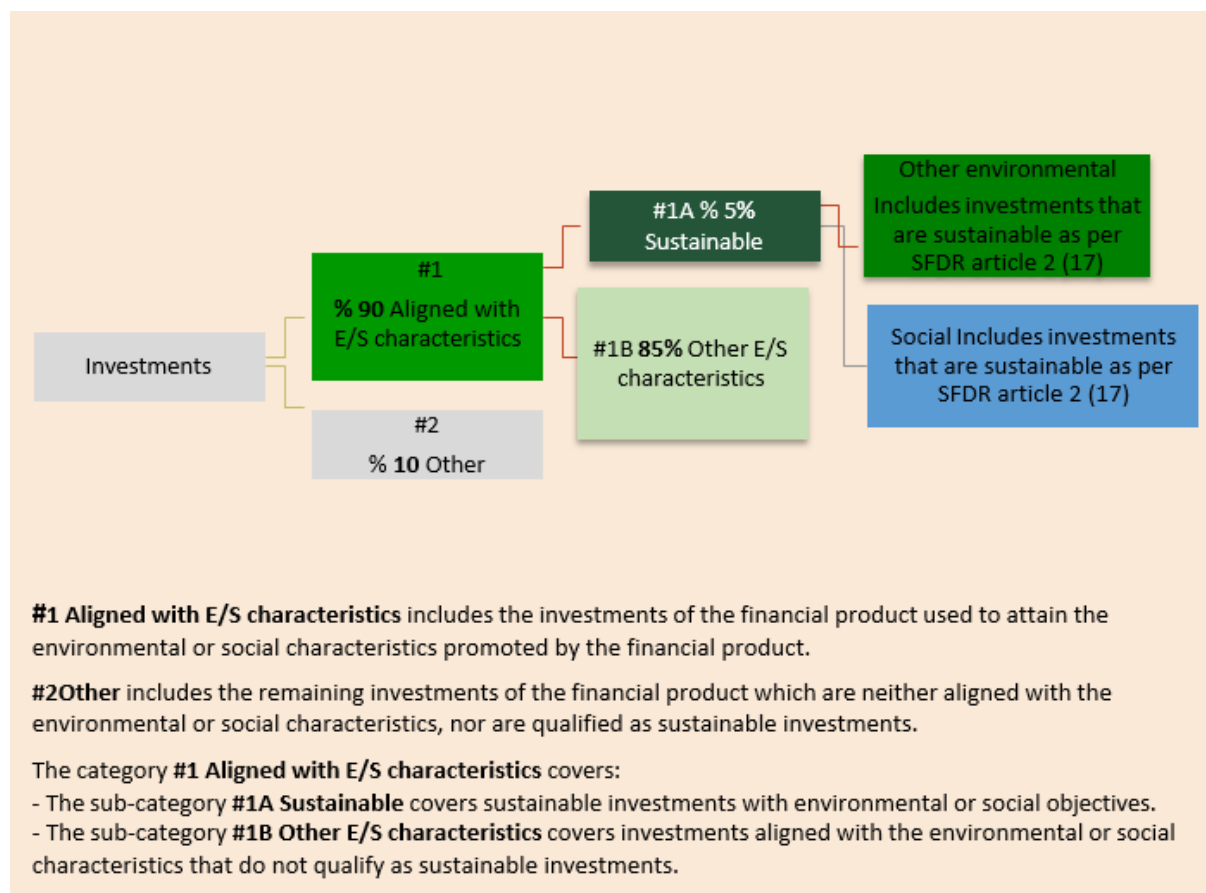 Investments
#1
% 90 Aligned with
E/S characteristics
#2
% 10 Other
#1A % 5%
Sustainable
#1B 85% Other E/S
characteristics
Other environmental
Includes investments that
are sustainable as per
SFDR article 2 (17)
Social Includes investments
that are sustainable as per
SFDR article 2 (17)
#1 Aligned with E/S characteristics includes the investments of the financial product used to attain the
environmental or social characteristics promoted by the financial product.
#2Other includes the remaining investments of the financial product which are neither aligned with the
environmental or social characteristics, nor are qualified as sustainable investments.
The category #1 Aligned with E/S characteristics covers:
- The sub-category #1A Sustainable covers sustainable investments with environmental or social objectives.
- The sub-category #1B Other E/S characteristics covers investments aligned with the environmental or social
characteristics that do not qualify as sustainable investments.